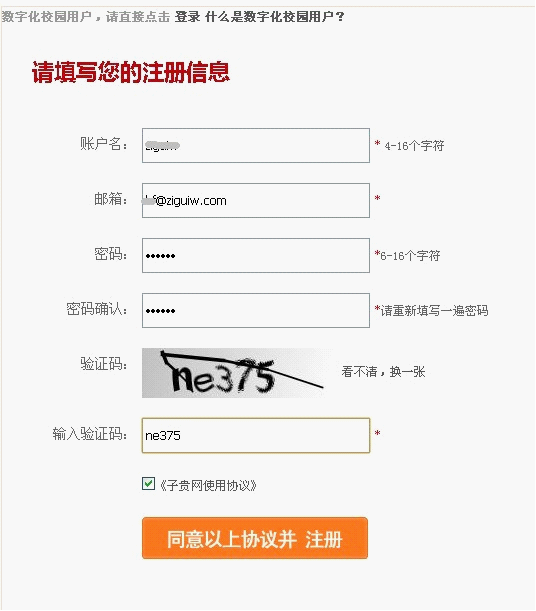 数字化校园用户，请直接点击 登录 什么是数字化校园用户？
请填写您的注册信息
账户名： * 4-16个字符
邮箱： @ziguiw.com *
密码： •••••• *6-16个字符
密码确认： •••••• *请重新填写一遍密码
验证码： ne375 看不清，换一张
输入验证码： ne375 *
《子贵网使用协议》
同意以上协议并 注册